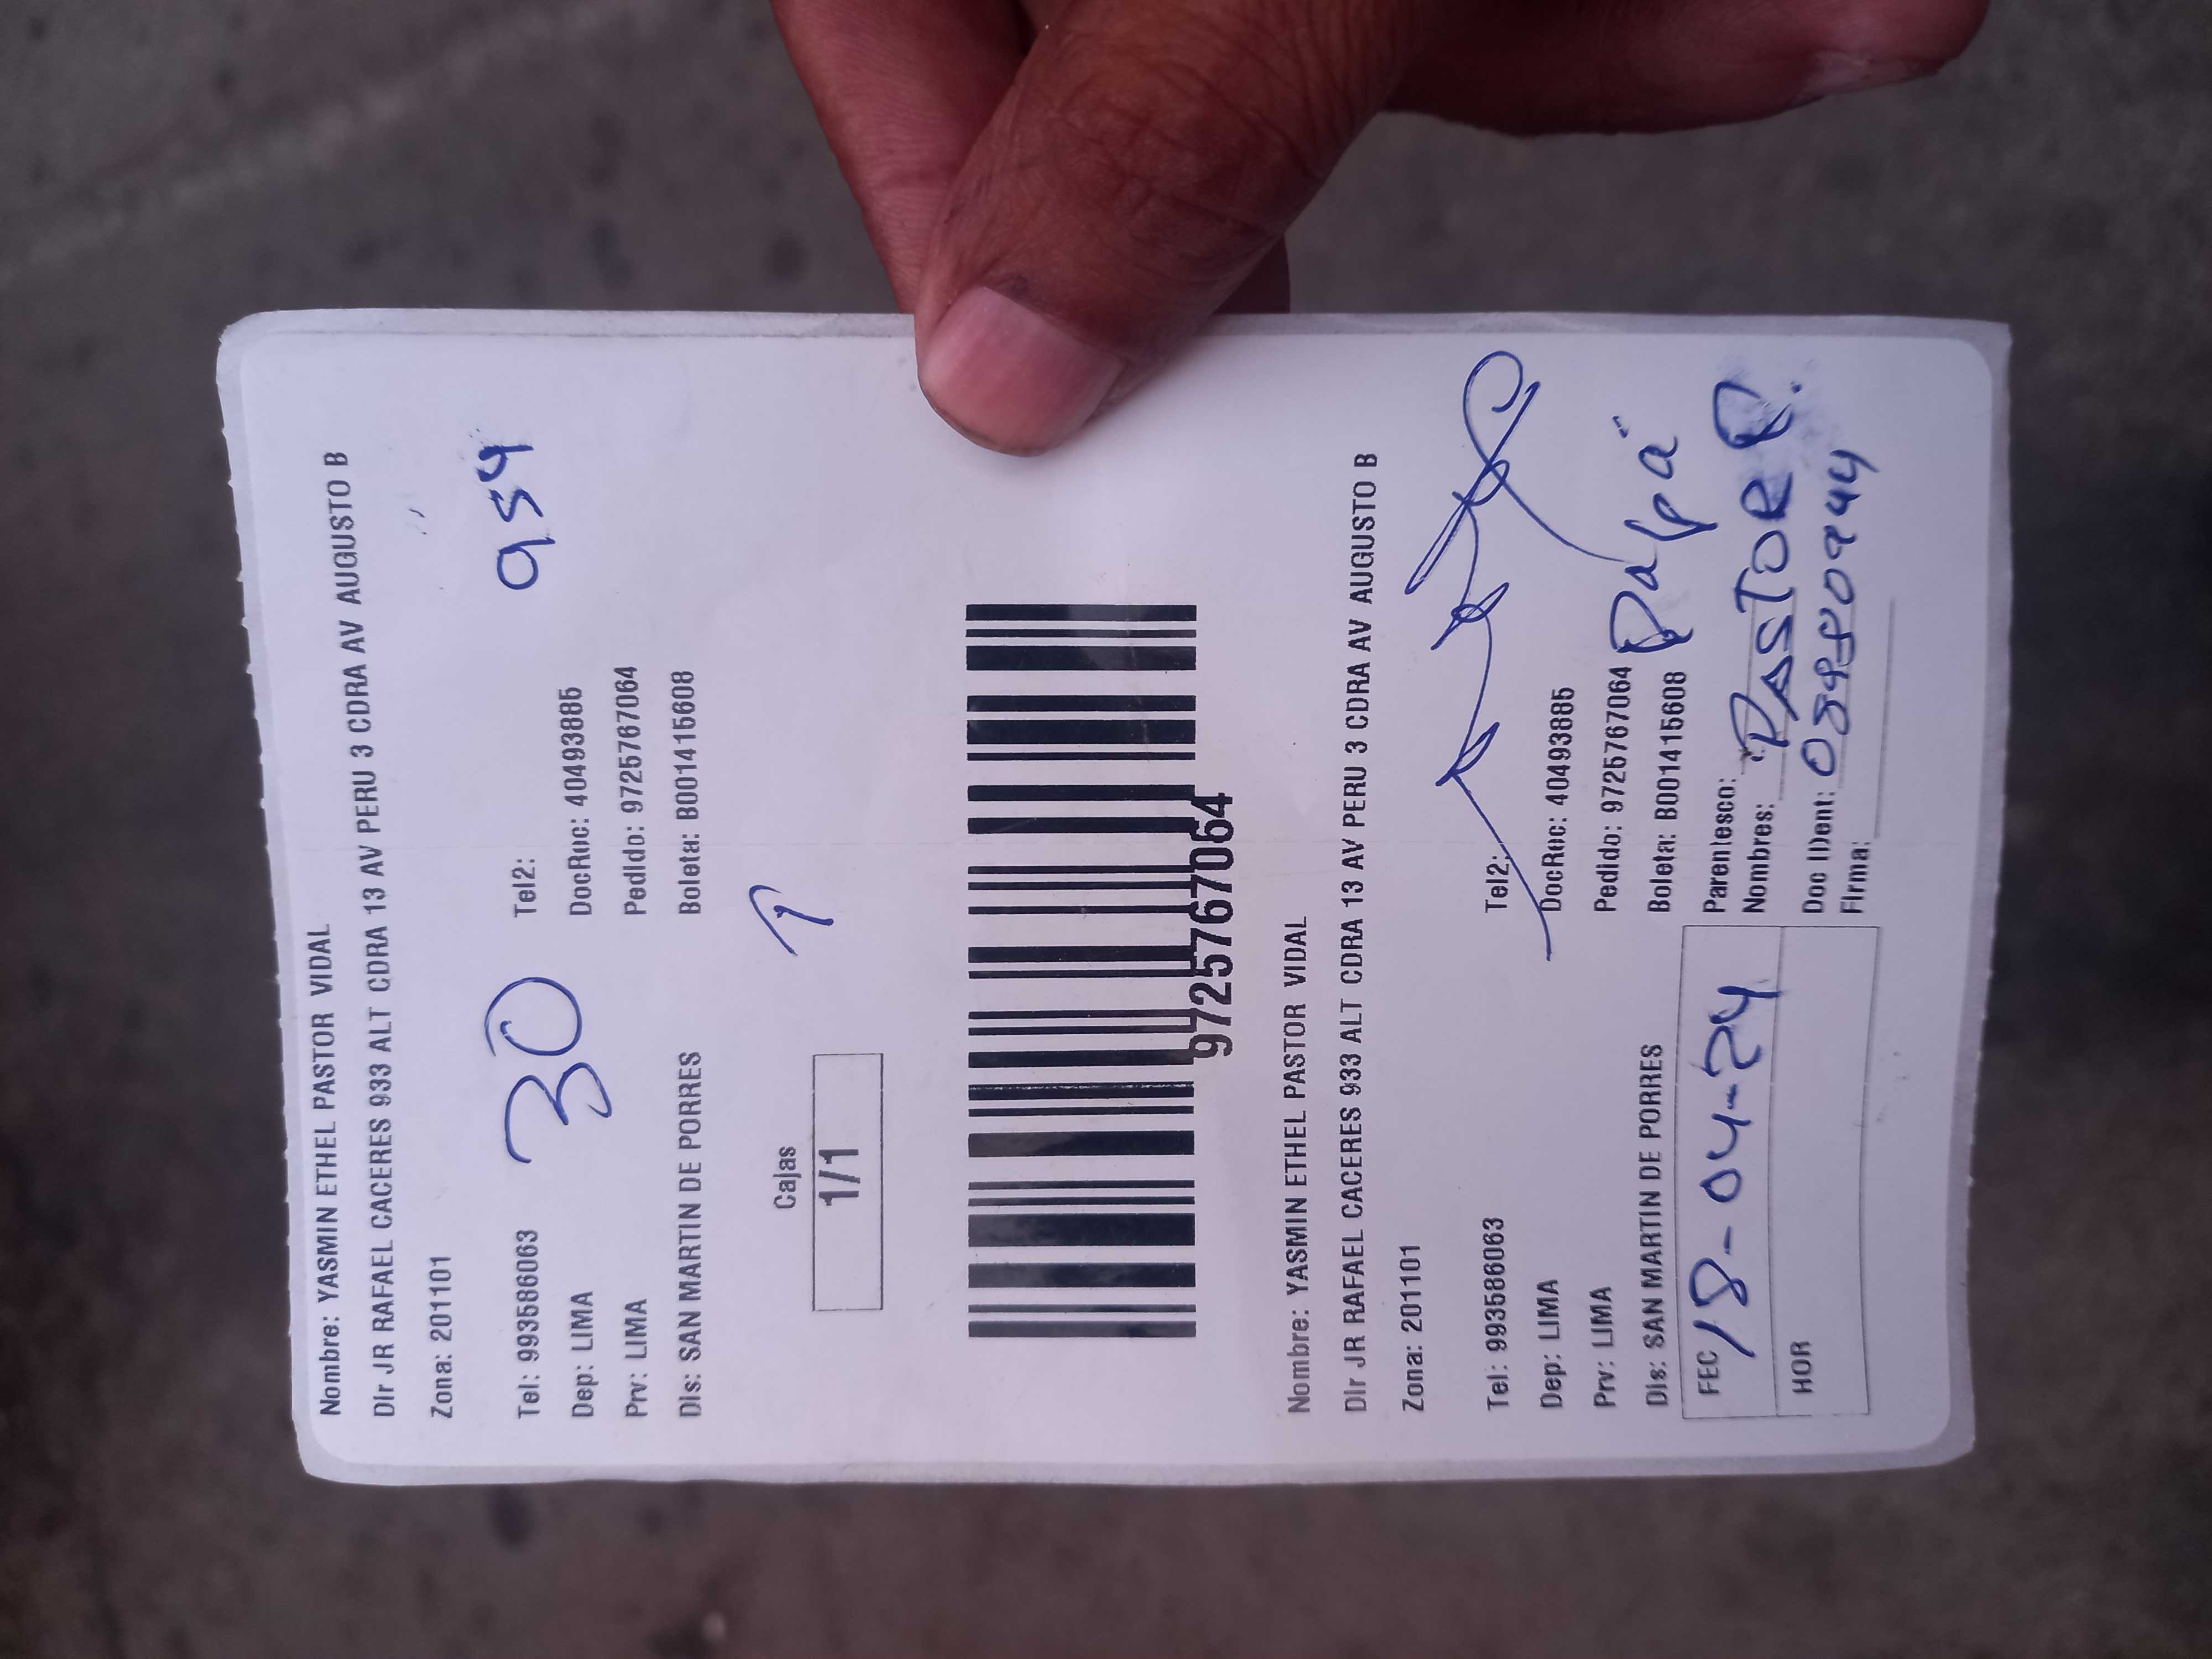 Nombre: YASMIN ETHEL PASTOR VIDAL
Dir JR RAFAEL CACERES 933 ALT CDRA 13 AV PERU 3 CDRA AV AUGUSTO B
Zona: 201101
954
Tel: 993586063 30 Tel2:
Dep: LIMA DocRuc: 40493885
Prv: LIMA Pedido: 9725767064
Dis: SAN MARTIN DE PORRES Boleta: B001415608
Cajas
1/1
9725767064
Nombre: YASMIN ETHEL PASTOR VIDAL
Dir JR RAFAEL CACERES 933 ALT CDRA 13 AV PERU 3 CDRA AV AUGUSTO B
Zona: 201101
Tel: 993586063 Tel2:
Dep: LIMA DocRuc: 40493885
Prv: LIMA Pedido: 9725767064
Dis: SAN MARTIN DE PORRES Boleta: B001415608
FEC 18-04-24 Parentesco: Papá
Nombres: PASTOR
HOR Doc IDent:
Firma: